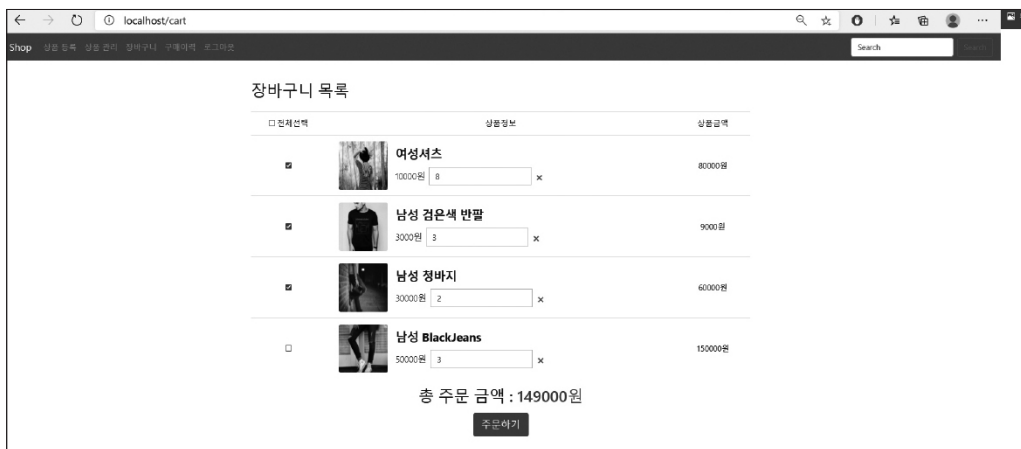 localhost/cart
Shop 상품 등록 상품 관리 장바구니 구매이력 로그아웃 Search Search
장바구니 목록
전체선택 상품정보 상품금액
여성셔츠
10000원 8 × 80000원
남성 검은색 반팔
3000원 3 × 9000원
남성 청바지
30000원 2 × 60000원
남성 BlackJeans
50000원 3 × 150000원
총 주문 금액 : 149000원
주문하기